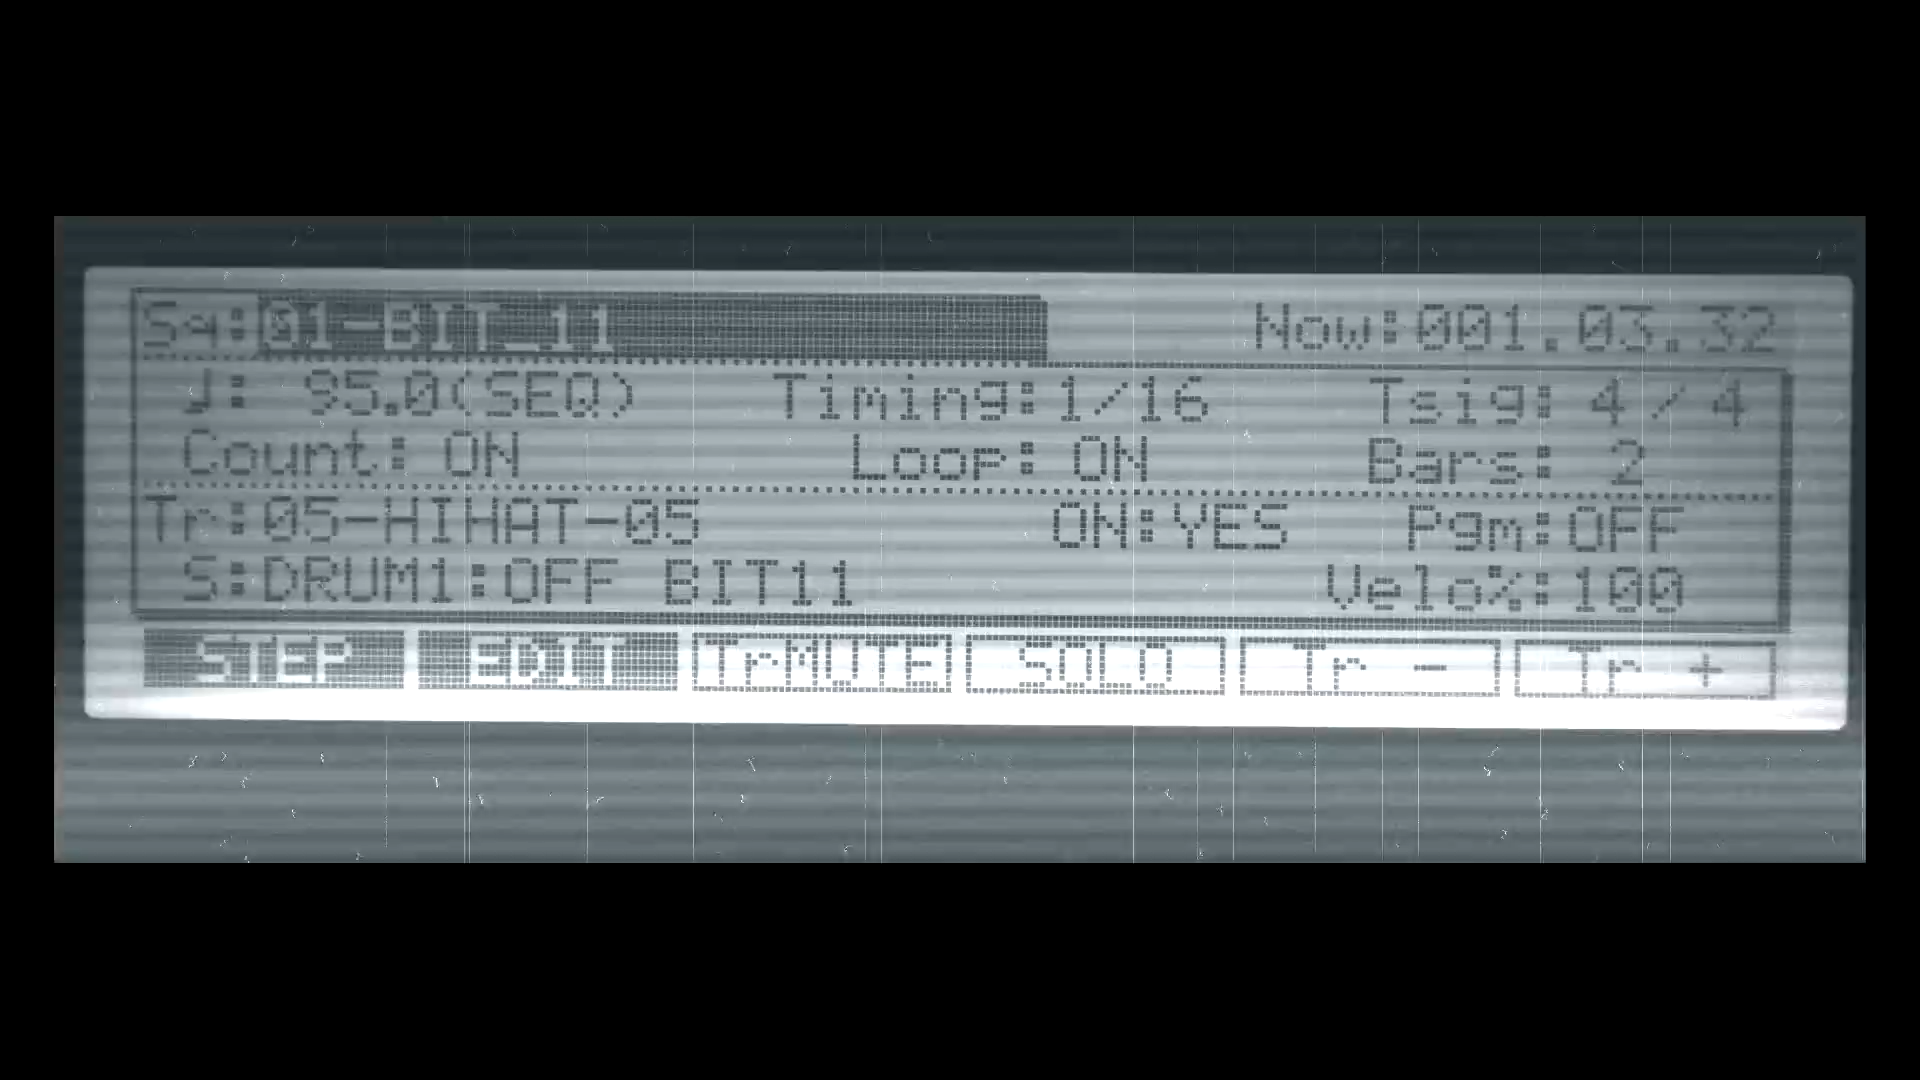 Sq:01-BIT_11 Now:001.03.32
J: 95.0(SEQ) Timing:1/16 Tsig: 4/ 4
Count: ON Loop: ON Bars: 2
Tr:05-HIHAT-05 ON:YES Pgm:OFF
S:DRUM1:OFF BIT11 Velo%:100
STEP EDIT TrMUTE SOLO Tr - Tr +